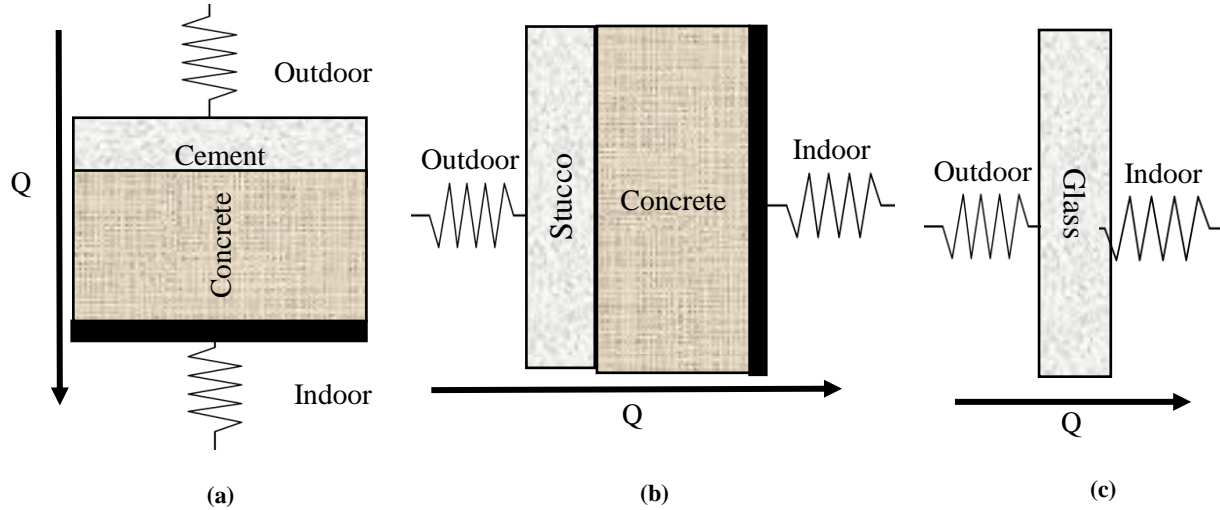 Outdoor
Cement
Q
Concrete
Indoor
(a)
Outdoor
Stucco
Concrete
Indoor
Q
(b)
Outdoor
Glass
Indoor
Q
(c)